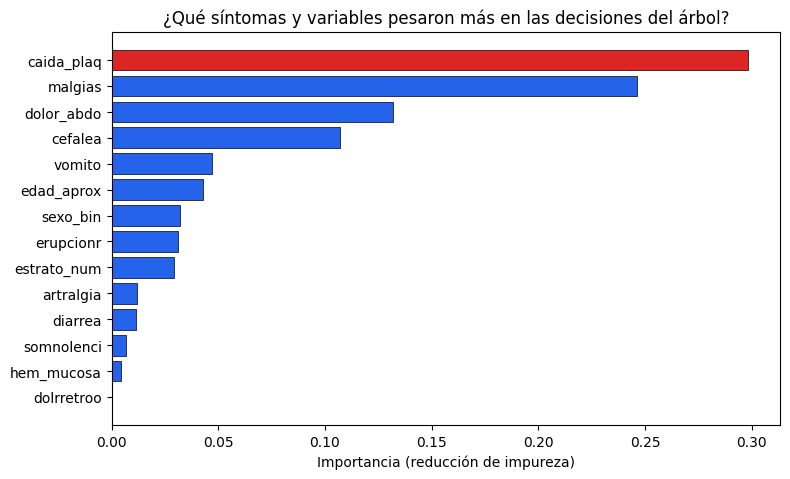 ¿Qué síntomas y variables pesaron más en las decisiones del árbol?
caida_plaq
malgias
dolor_abdo
cefalea
vomito
edad_aprox
sexo_bin
erupcionr
estrato_num
artralgia
diarrea
somnolenci
hem_mucosa
dolrretroo
0.00 0.05 0.10 0.15 0.20 0.25 0.30
Importancia (reducción de impureza)